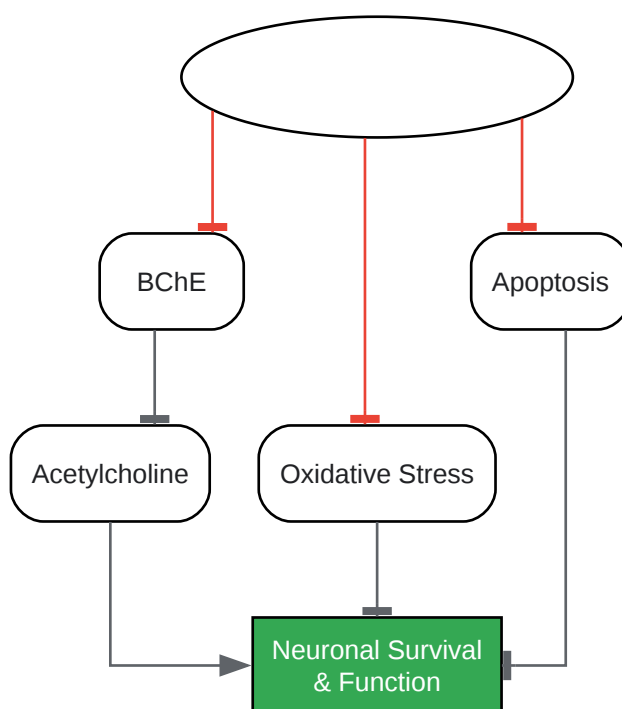 BChE
Apoptosis
Acetylcholine
Oxidative Stress
Neuronal Survival
& Function